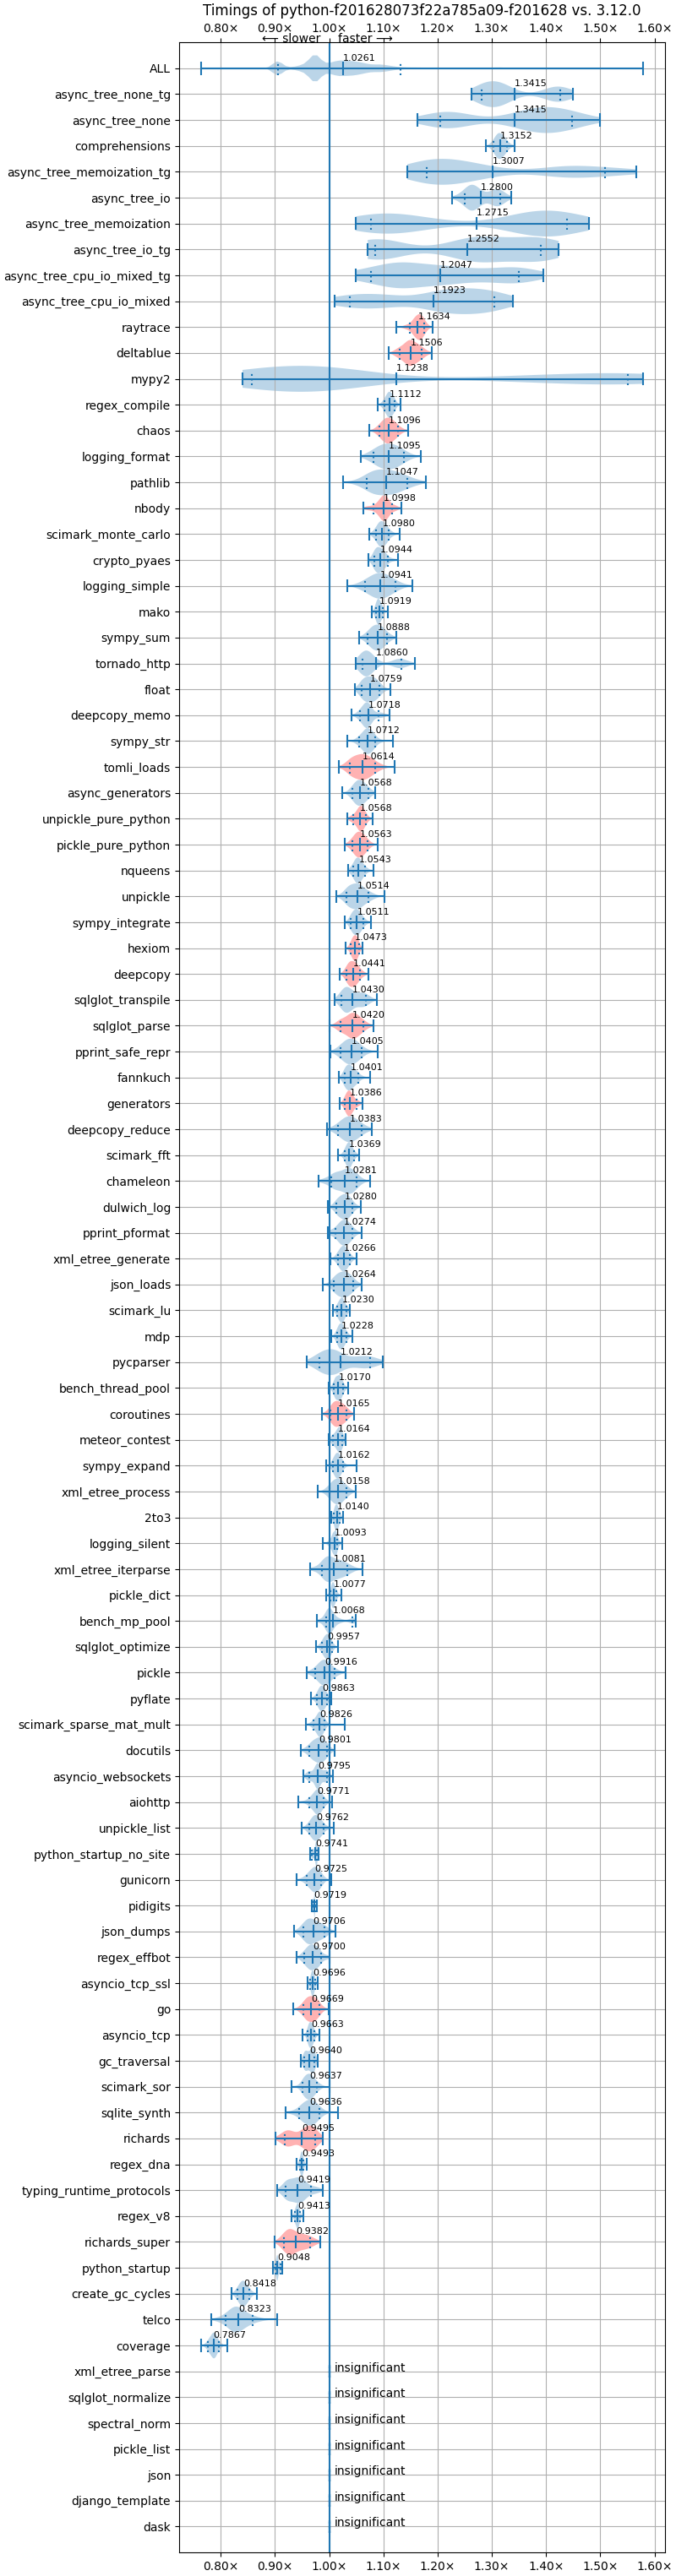 Timings of python-f201628073f22a785a09-f201628 vs. 3.12.0
⟵ slower faster ⟶
0.80× 0.90× 1.00× 1.10× 1.20× 1.30× 1.40× 1.50× 1.60×
ALL 1.0261
async_tree_none_tg 1.3415
async_tree_none 1.3415
comprehensions 1.3152
async_tree_memoization_tg 1.3007
async_tree_io 1.2800
async_tree_memoization 1.2715
async_tree_io_tg 1.2552
async_tree_cpu_io_mixed_tg 1.2047
async_tree_cpu_io_mixed 1.1923
raytrace 1.1634
deltablue 1.1506
mypy2 1.1238
regex_compile 1.1112
chaos 1.1096
logging_format 1.1095
pathlib 1.1047
nbody 1.0998
scimark_monte_carlo 1.0980
crypto_pyaes 1.0944
logging_simple 1.0941
mako 1.0919
sympy_sum 1.0888
tornado_http 1.0860
float 1.0759
deepcopy_memo 1.0718
sympy_str 1.0712
tomli_loads 1.0614
async_generators 1.0568
unpickle_pure_python 1.0568
pickle_pure_python 1.0563
nqueens 1.0543
unpickle 1.0514
sympy_integrate 1.0511
hexiom 1.0473
deepcopy 1.0441
sqlglot_transpile 1.0430
sqlglot_parse 1.0420
pprint_safe_repr 1.0405
fannkuch 1.0401
generators 1.0386
deepcopy_reduce 1.0383
scimark_fft 1.0369
chameleon 1.0281
dulwich_log 1.0280
pprint_pformat 1.0274
xml_etree_generate 1.0266
json_loads 1.0264
scimark_lu 1.0230
mdp 1.0228
pycparser 1.0212
bench_thread_pool 1.0170
coroutines 1.0165
meteor_contest 1.0164
sympy_expand 1.0162
xml_etree_process 1.0158
2to3 1.0140
logging_silent 1.0093
xml_etree_iterparse 1.0081
pickle_dict 1.0077
bench_mp_pool 1.0068
sqlglot_optimize 0.9957
pickle 0.9916
pyflate 0.9863
scimark_sparse_mat_mult 0.9826
docutils 0.9801
asyncio_websockets 0.9795
aiohttp 0.9771
unpickle_list 0.9762
python_startup_no_site 0.9741
gunicorn 0.9725
pidigits 0.9719
json_dumps 0.9706
regex_effbot 0.9700
asyncio_tcp_ssl 0.9696
go 0.9669
asyncio_tcp 0.9663
gc_traversal 0.9640
scimark_sor 0.9637
sqlite_synth 0.9636
richards 0.9495
regex_dna 0.9493
typing_runtime_protocols 0.9419
regex_v8 0.9413
richards_super 0.9382
python_startup 0.9048
create_gc_cycles 0.8418
telco 0.8323
coverage 0.7867
xml_etree_parse insignificant
sqlglot_normalize insignificant
spectral_norm insignificant
pickle_list insignificant
json insignificant
django_template insignificant
dask insignificant
0.80× 0.90× 1.00× 1.10× 1.20× 1.30× 1.40× 1.50× 1.60×